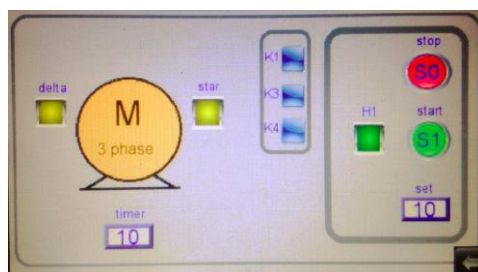 delta
M
3 phase
timer
10
star
K1
K3
K4
H1
stop
S0
start
S1
set
10